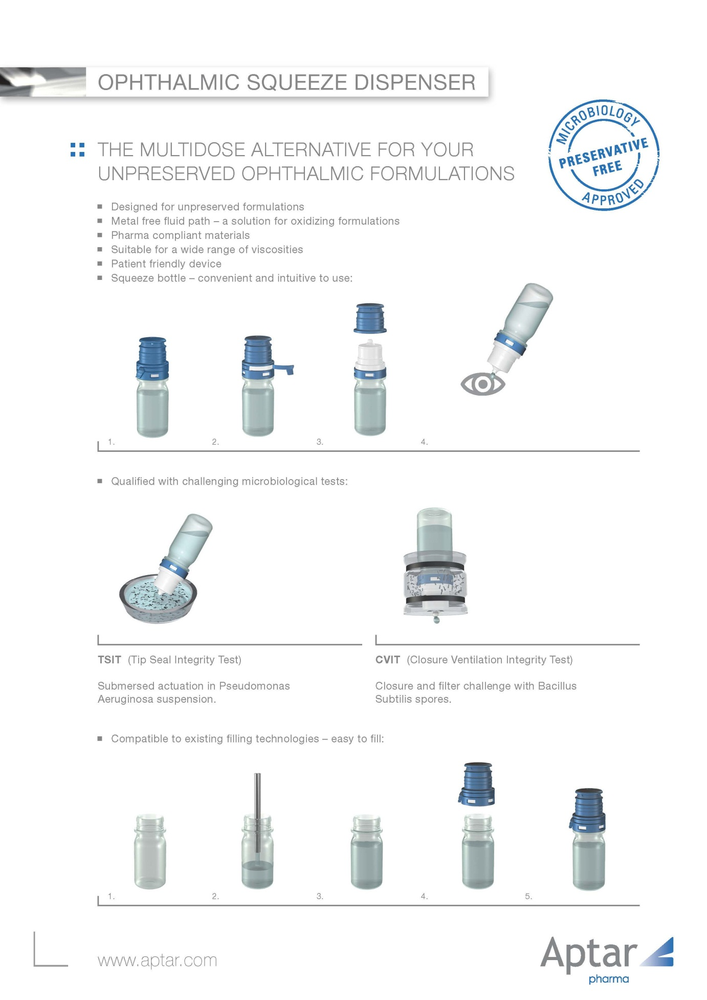 OPHTHALMIC SQUEEZE DISPENSER
MICROBIOLOGY
PRESERVATIVE
FREE
APPROVED
THE MULTIDOSE ALTERNATIVE FOR YOUR
UNPRESERVED OPHTHALMIC FORMULATIONS
■ Designed for unpreserved formulations
■ Metal free fluid path – a solution for oxidizing formulations
■ Pharma compliant materials
■ Suitable for a wide range of viscosities
■ Patient friendly device
■ Squeeze bottle – convenient and intuitive to use:
1. 2. 3. 4.
■ Qualified with challenging microbiological tests:
TSIT (Tip Seal Integrity Test)
Submersed actuation in Pseudomonas
Aeruginosa suspension.
CVIT (Closure Ventilation Integrity Test)
Closure and filter challenge with Bacillus
Subtilis spores.
■ Compatible to existing filling technologies – easy to fill:
1. 2. 3. 4. 5.
www.aptar.com
Aptar
pharma